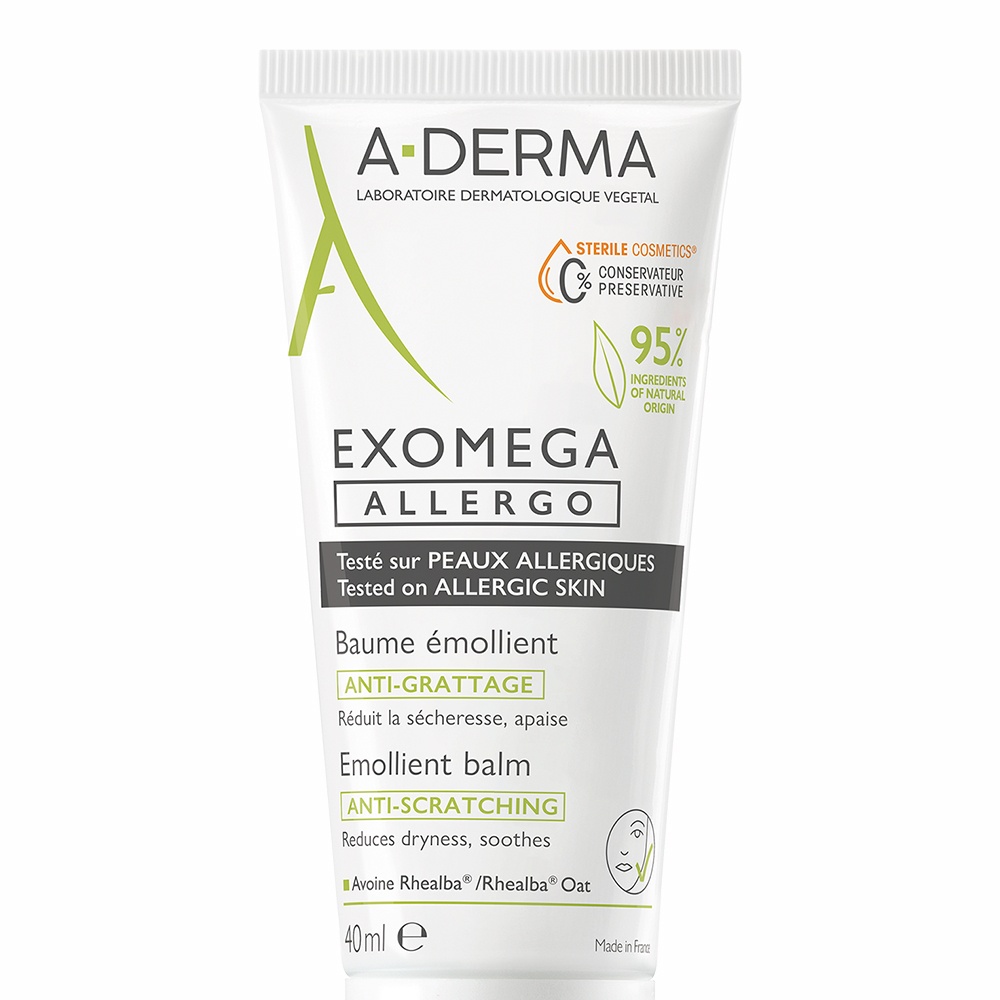 A·DERMA
LABORATOIRE DERMATOLOGIQUE VEGETAL
STERILE COSMETICS®
0% CONSERVATEUR
PRESERVATIVE
95%
INGREDIENTS
OF NATURAL
ORIGIN
EXOMEGA
ALLERGO
Testé sur PEAUX ALLERGIQUES
Tested on ALLERGIC SKIN
Baume émollient
ANTI-GRATTAGE
Réduit la sécheresse, apaise
Emollient balm
ANTI-SCRATCHING
Reduces dryness, soothes
Avoine Rhealba® /Rhealba® Oat
40ml ℮
Made in France